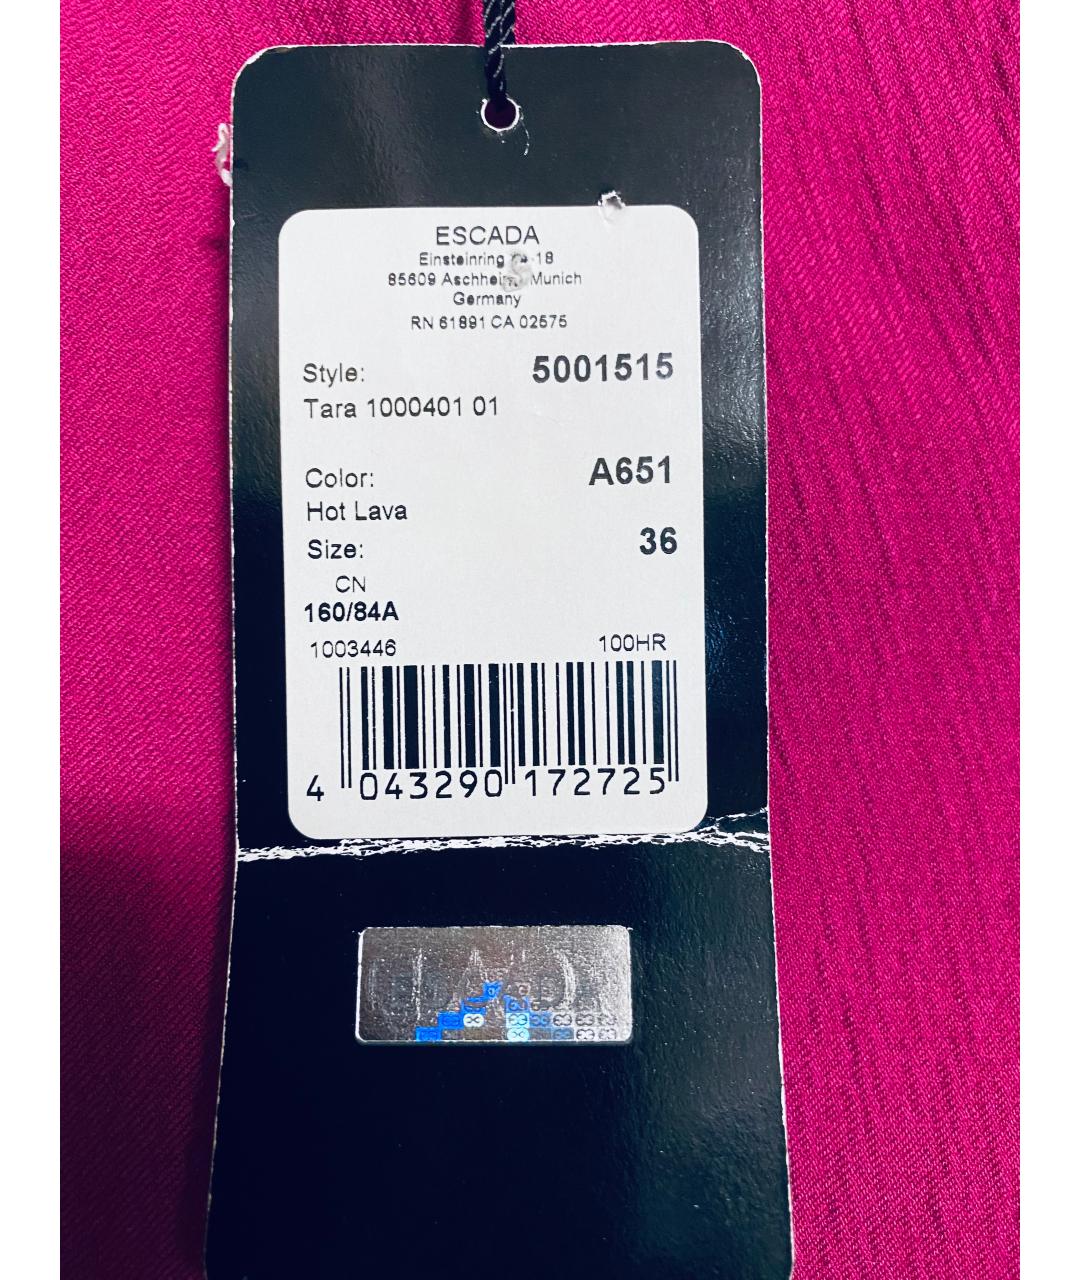 ESCADA
Einsteinring 18
85609 Munich
Germany
RN 61891 CA 02575
Style: 5001515
Tara 1000401 01
Color: A651
Hot Lava
Size: 36
CN
160/84A
1003446 100HR
4 043290 172725